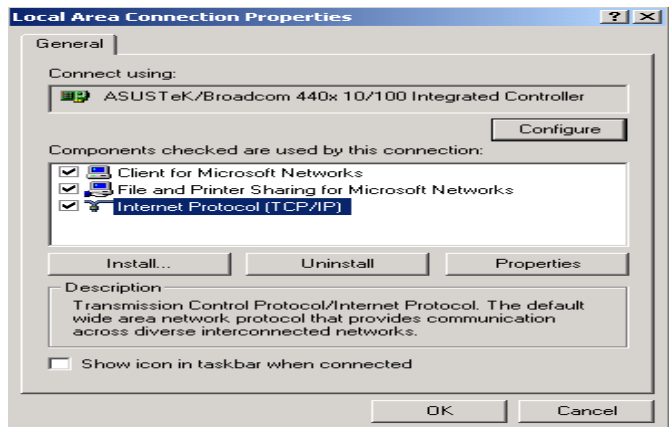 Local Area Connection Properties
General
Connect using:
ASUSTeK/Broadcom 440x 10/100 Integrated Controller
Configure
Components checked are used by this connection:
Client for Microsoft Networks
File and Printer Sharing for Microsoft Networks
Internet Protocol (TCP/IP)
Install... Uninstall Properties
Description
Transmission Control Protocol/Internet Protocol. The default
wide area network protocol that provides communication
across diverse interconnected networks.
Show icon in taskbar when connected
OK Cancel